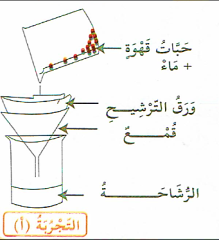 حَبَّاتُ قَهْوَةٍ
+ مَاءْ
وَرَقُ التَّرْشِيحِ
قُمْعٌ
الرُّشَاحَةُ
التَّجْرِبَةُ (أ)